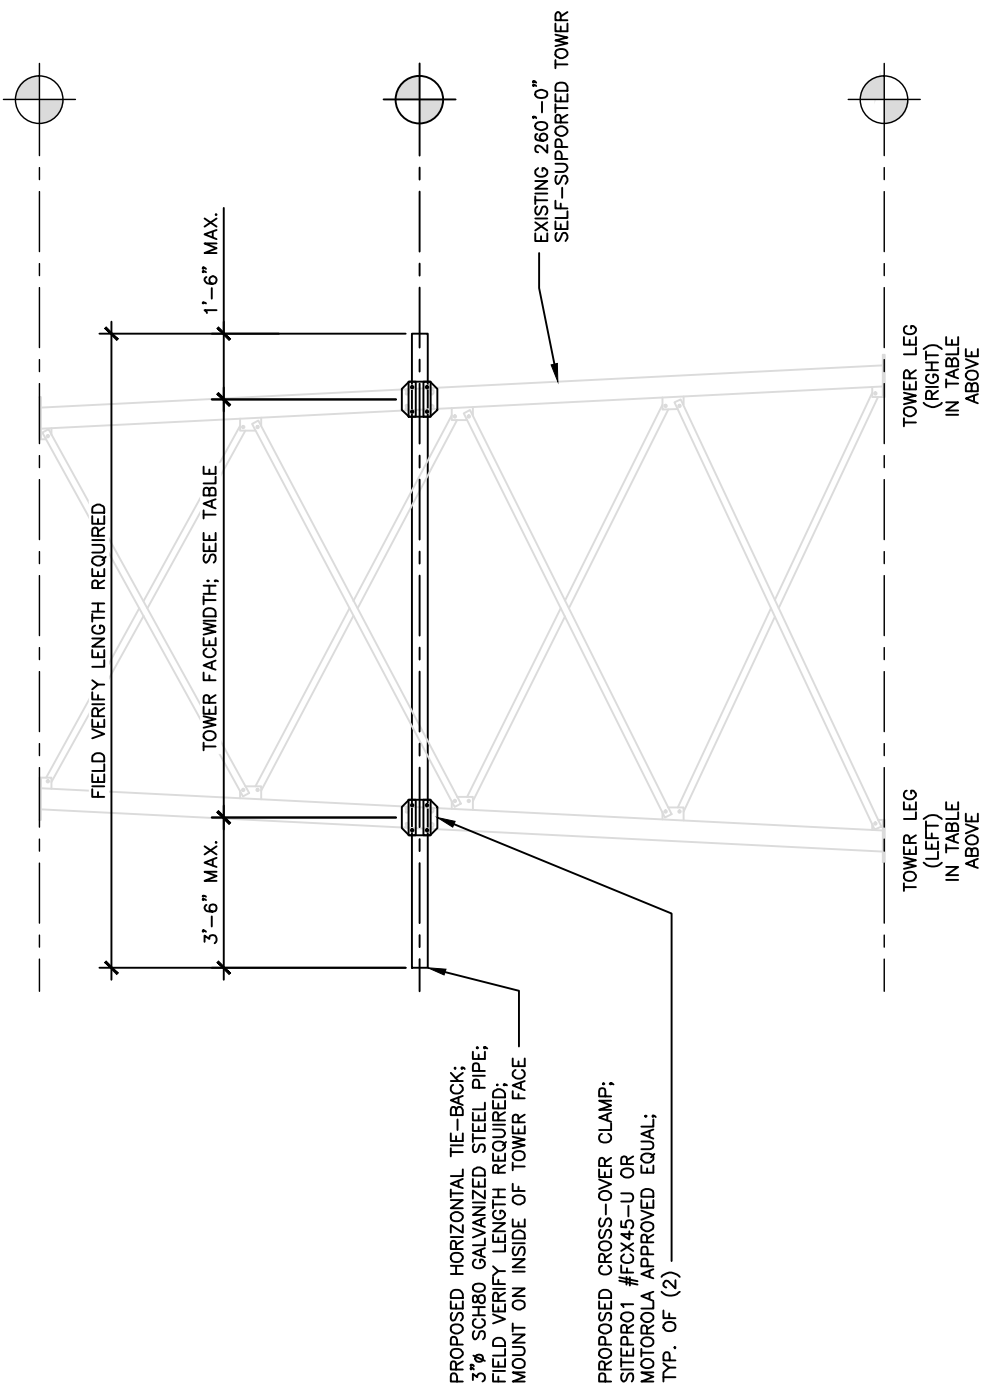 FIELD VERIFY LENGTH REQUIRED
3'-6" MAX.
TOWER FACEWIDTH; SEE TABLE
1'-6" MAX.
PROPOSED HORIZONTAL TIE-BACK;
3"ø SCH80 GALVANIZED STEEL PIPE;
FIELD VERIFY LENGTH REQUIRED;
MOUNT ON INSIDE OF TOWER FACE
EXISTING 260'-0"
SELF-SUPPORTED TOWER
PROPOSED CROSS-OVER CLAMP;
SITEPRO1 #FCX45-U OR
MOTOROLA APPROVED EQUAL;
TYP. OF (2)
TOWER LEG
(LEFT)
IN TABLE
ABOVE
TOWER LEG
(RIGHT)
IN TABLE
ABOVE